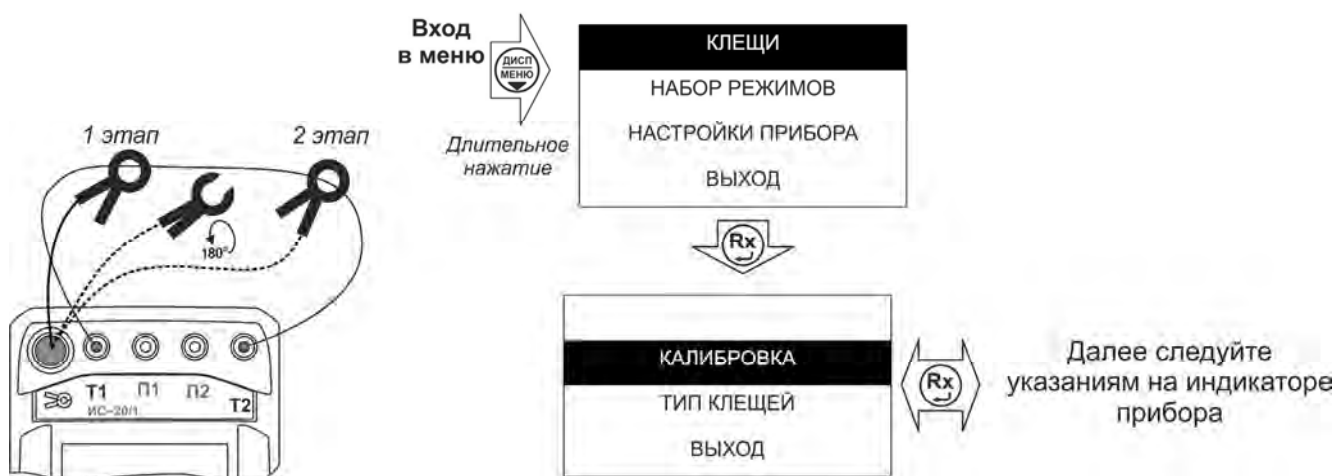 Вход
в меню
ДИСП
МЕНЮ
Длительное
нажатие
КЛЕЩИ
НАБОР РЕЖИМОВ
НАСТРОЙКИ ПРИБОРА
ВЫХОД
1 этап
2 этап
180°
Rx
T1
П1
П2
T2
ИС–20/1
КАЛИБРОВКА
ТИП КЛЕЩЕЙ
ВЫХОД
Rx
Далее следуйте
указаниям на индикаторе
прибора